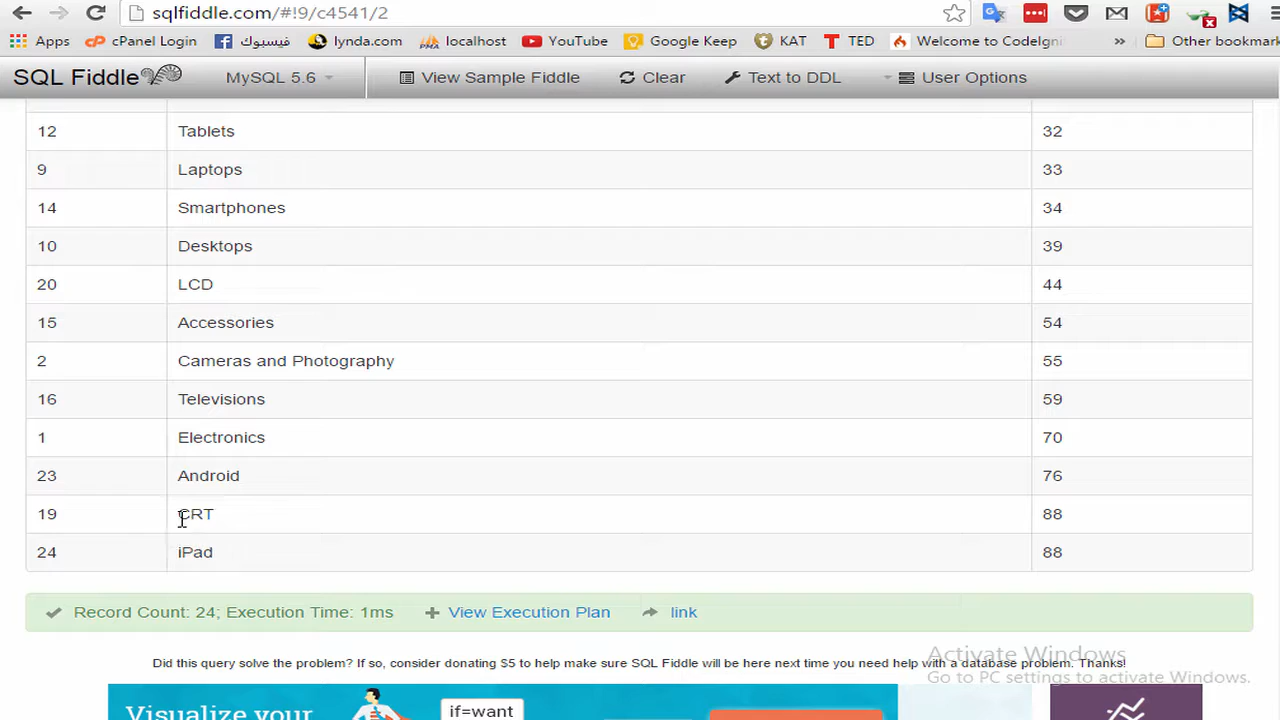 sqlfiddle.com/#!9/c4541/2
Apps cPanel Login فيسبوك lynda.com localhost YouTube Google Keep KAT TED Welcome to CodeIgni » Other bookmark
SQL Fiddle MySQL 5.6 View Sample Fiddle Clear Text to DDL User Options
12 Tablets 32
9 Laptops 33
14 Smartphones 34
10 Desktops 39
20 LCD 44
15 Accessories 54
2 Cameras and Photography 55
16 Televisions 59
1 Electronics 70
23 Android 76
19 CRT 88
24 iPad 88
Record Count: 24; Execution Time: 1ms View Execution Plan link
Did this query solve the problem? If so, consider donating $5 to help make sure SQL Fiddle will be here next time you need help with a database problem. Thanks!
Activate Windows
Go to PC settings to activate Windows.
Visualize your if=want